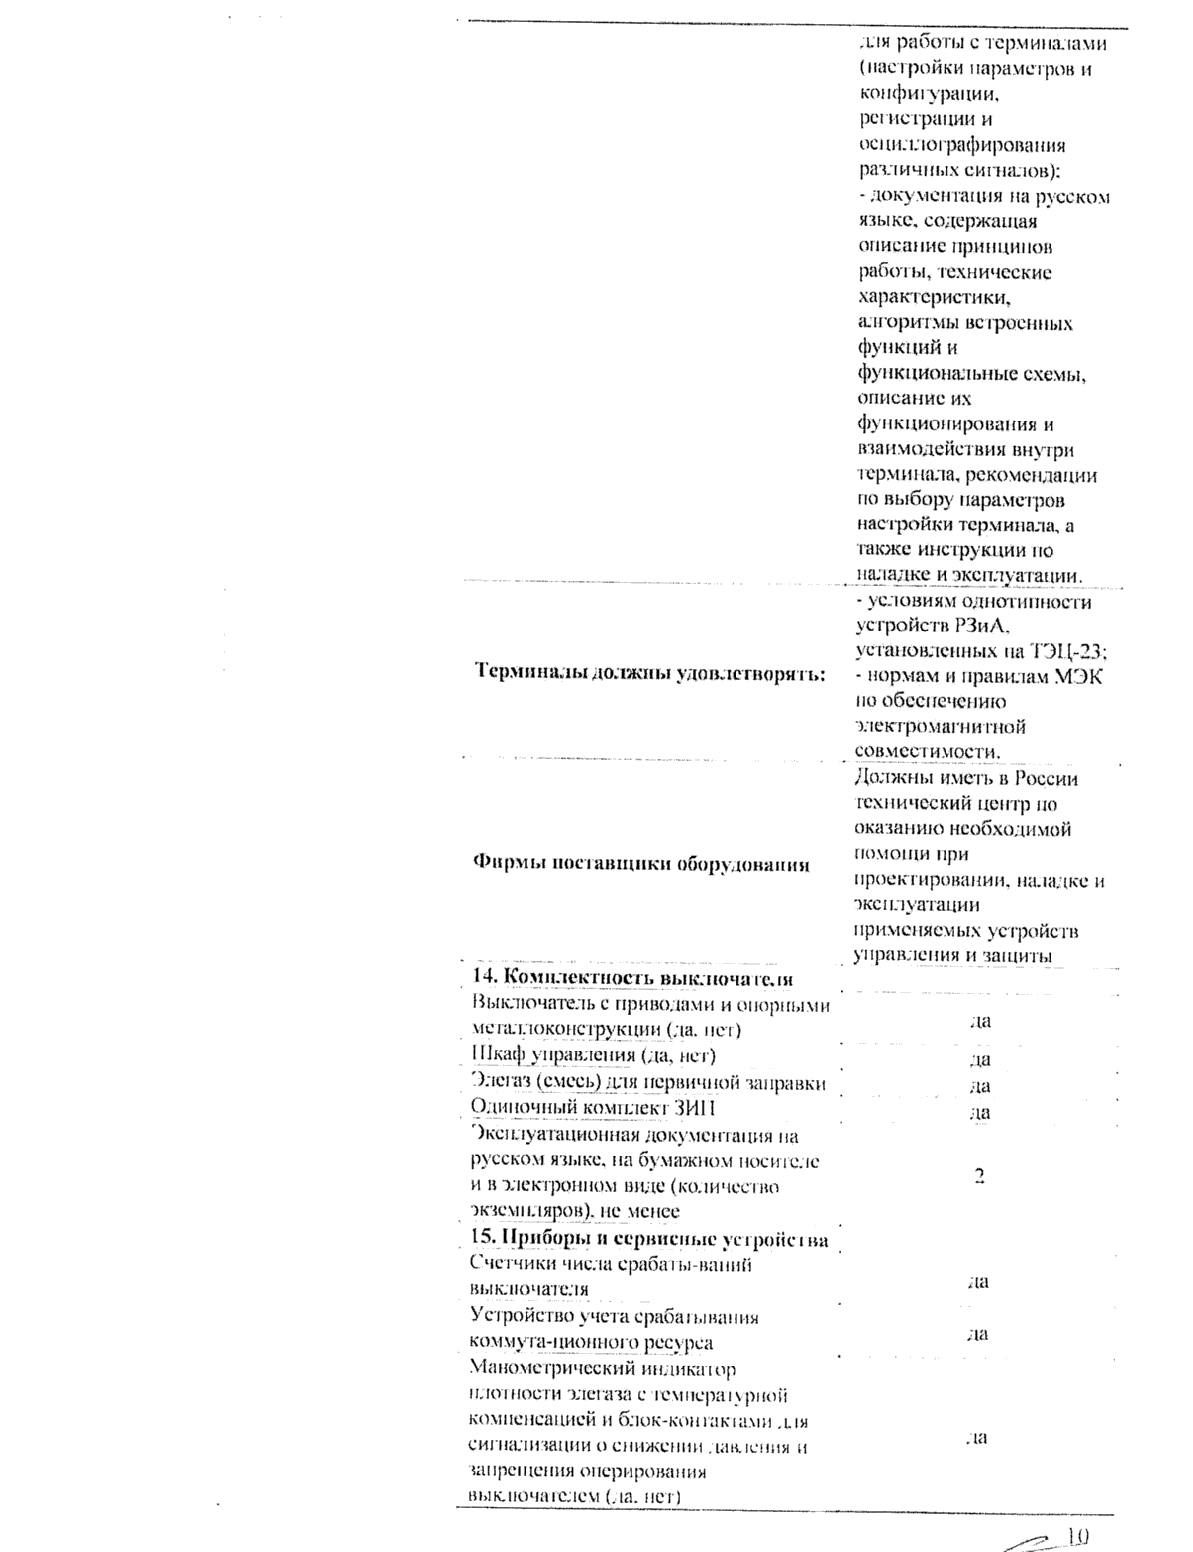 для работы с терминалами
(настройки параметров и
конфигурации,
регистрации и
осциллографирования
различных сигналов):
- документация на русском
языке, содержащая
описание принципов
работы, технические
характеристики,
алгоритмы встроенных
функций и
функциональные схемы,
описание их
функционирования и
взаимодействия внутри
терминала, рекомендации
по выбору параметров
настройки терминала, а
также инструкции по
наладке и эксплуатации.
Терминалы должны удовлетворять:
- условиям однотипности
устройств РЗиА,
установленных на ТЭЦ-23;
- нормам и правилам МЭК
по обеспечению
электромагнитной
совместимости.
Фирмы поставщики оборудования
Должны иметь в России
технический центр по
оказанию необходимой
помощи при
проектировании, наладке и
эксплуатации
применяемых устройств
управления и защиты
14. Комплектность выключателя
Выключатель с приводами и опорными
металлоконструкции (да. нет)
да
Шкаф управления (да, нет)
да
Элегаз (смесь) для первичной заправки
да
Одиночный комплект ЗИП
да
Эксплуатационная документация на
русском языке, на бумажном носителе
и в электронном виде (количество
экземпляров), не менее
2
15. Приборы и сервисные устройства
Счетчики числа срабаты-ваний
выключателя
да
Устройство учета срабатывания
коммута-ционного ресурса
да
Манометрический индикатор
плотности элегаза с температурной
компенсацией и блок-контактами для
сигнализации о снижении давления и
запрещения оперирования
выключателем (да. нет)
да
10